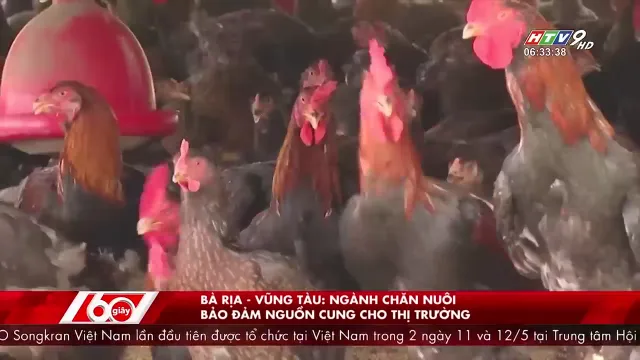 HTV9 HD
06:33:38
60 giây
BÀ RỊA - VŨNG TÀU: NGÀNH CHĂN NUÔI
BẢO ĐẢM NGUỒN CUNG CHO THỊ TRƯỜNG
O Songkran Việt Nam lần đầu tiên được tổ chức tại Việt Nam trong 2 ngày 11 và 12/5 tại Trung tâm Hội